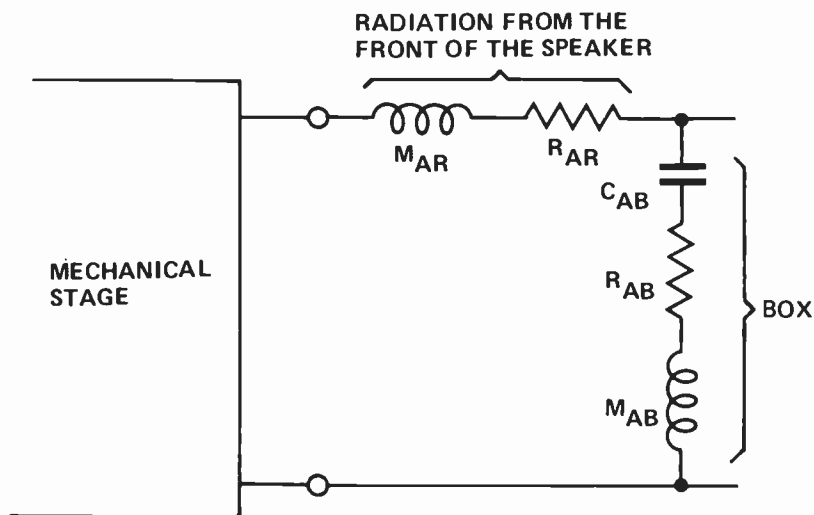 RADIATION FROM THE
FRONT OF THE SPEAKER
MAR
RAR
CAB
MECHANICAL
STAGE
RAB
BOX
MAB